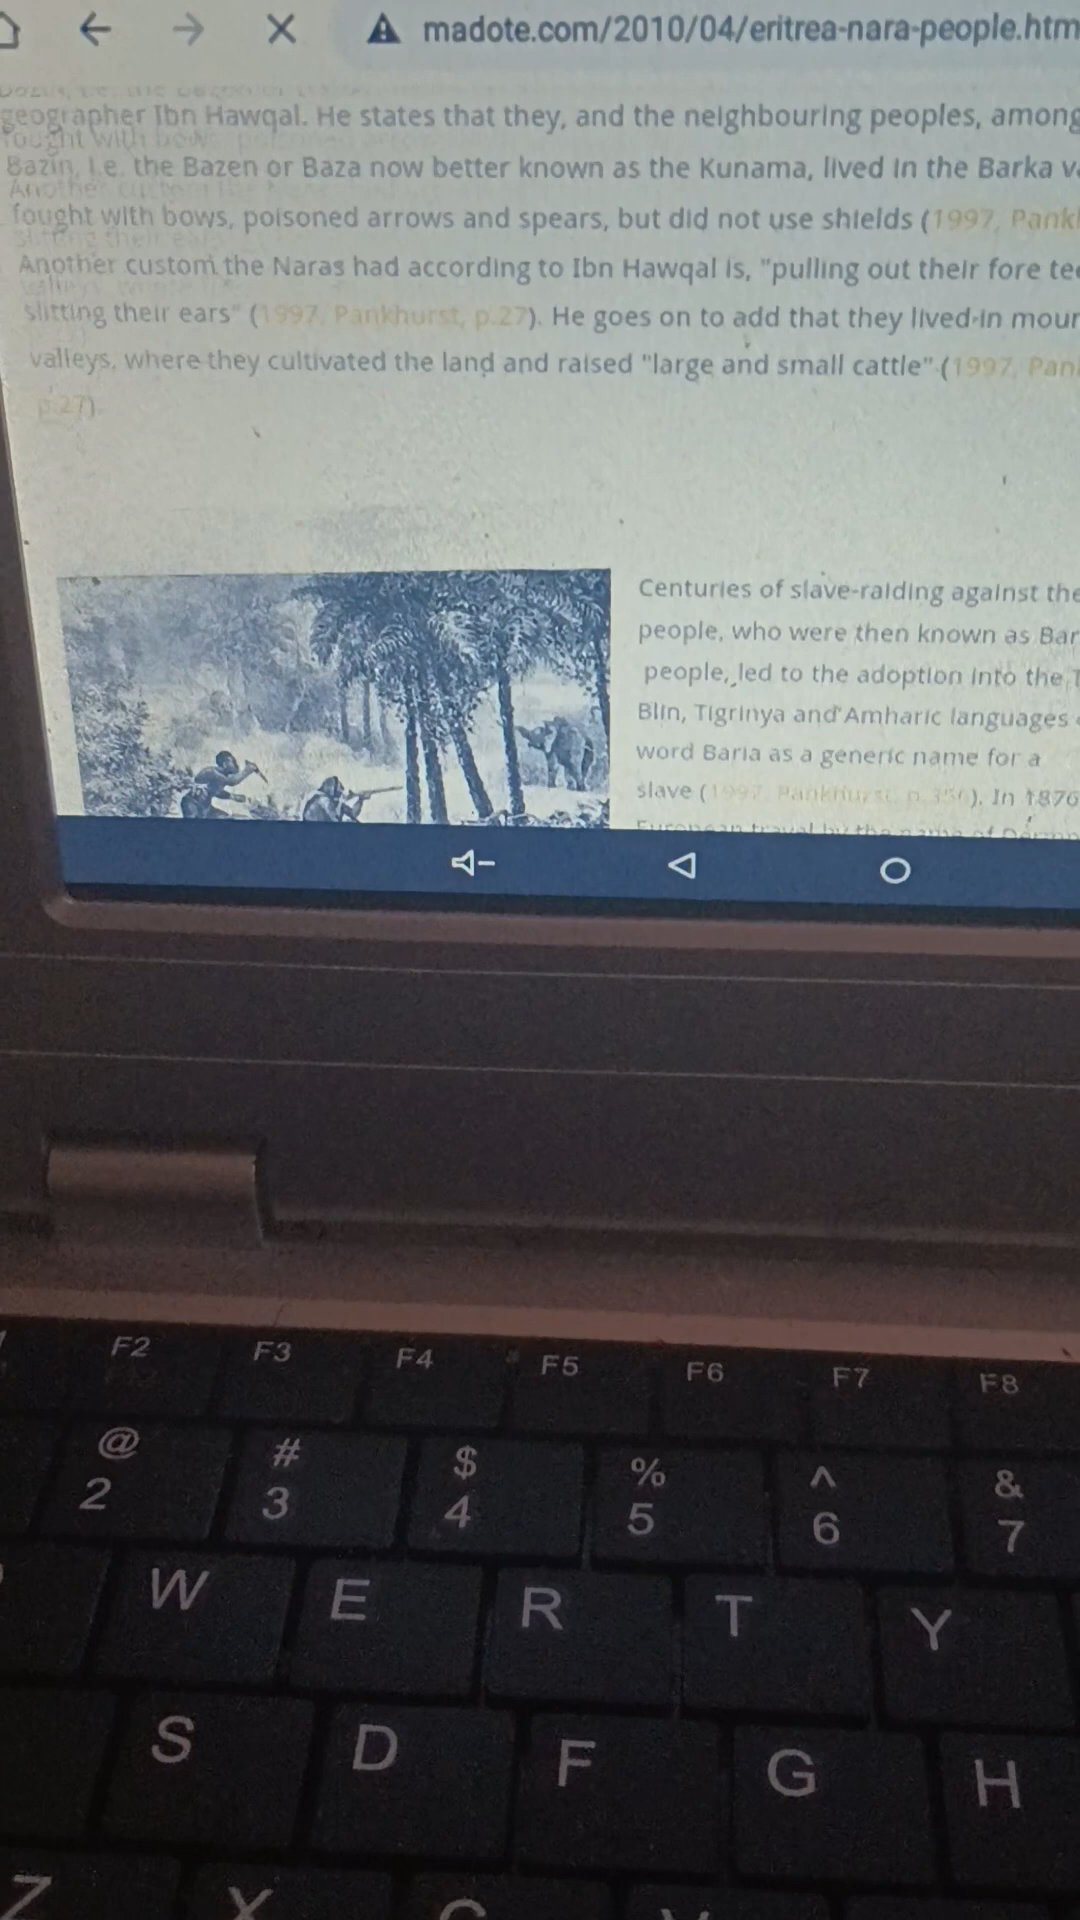 madote.com/2010/04/eritrea-nara-people.htm
geographer Ibn Hawqal. He states that they, and the neighbouring peoples, among
Bazin, i.e. the Bazen or Baza now better known as the Kunama, lived in the Barka
fought with bows, poisoned arrows and spears, but did not use shields (1997,
Another custom the Naras had according to Ibn Hawqal is, "pulling out their fore
slitting their ears" (1997, Pankhurst, p.27). He goes on to add that they lived in
valleys, where they cultivated the land and raised "large and small cattle" (1997,
p.27).
Centuries of slave-raiding against the
people, who were then known as
people, led to the adoption into the
Blin, Tigrinya and Amharic languages
word Baria as a generic name for a
slave (1997, Pankhurst, p.). In 1876
European travel by the name of
F2 F3 F4 F5 F6 F7 F8
@ # $ % ^ &
2 3 4 5 6 7
W E R T Y
S D F G H
Z X C V